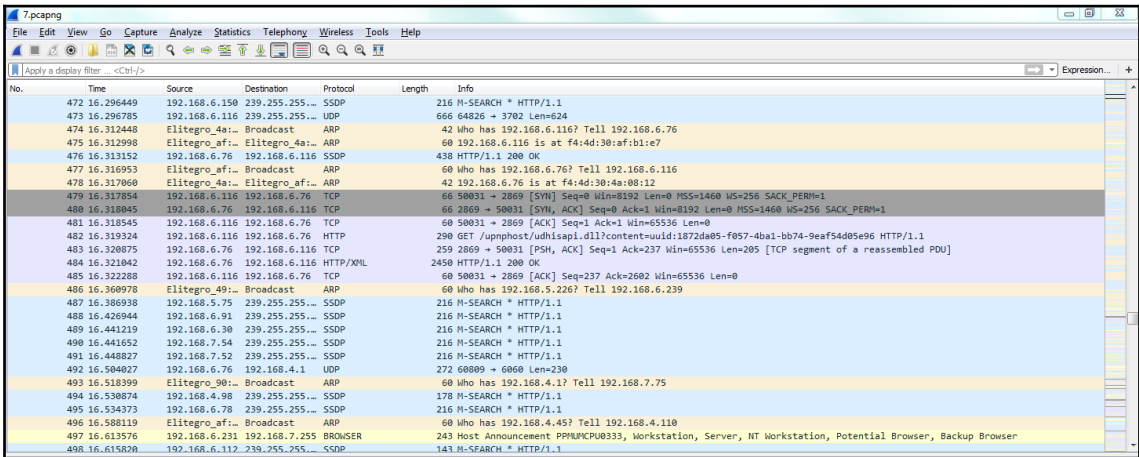 7.pcapng
File Edit View Go Capture Analyze Statistics Telephony Wireless Tools Help
Apply a display filter ... <Ctrl-/> Expression... +
No. Time Source Destination Protocol Length Info
472 16.296449 192.168.6.150 239.255.255.… SSDP 216 M-SEARCH * HTTP/1.1
473 16.296785 192.168.6.116 239.255.255.… UDP 666 64826 → 3702 Len=624
474 16.312448 Elitegro_4a:… Broadcast ARP 42 Who has 192.168.6.116? Tell 192.168.6.76
475 16.312998 Elitegro_af:… Elitegro_4a:… ARP 60 192.168.6.116 is at f4:4d:30:af:b1:e7
476 16.313152 192.168.6.76 192.168.6.116 SSDP 438 HTTP/1.1 200 OK
477 16.316953 Elitegro_af:… Broadcast ARP 60 Who has 192.168.6.76? Tell 192.168.6.116
478 16.317060 Elitegro_4a:… Elitegro_af:… ARP 42 192.168.6.76 is at f4:4d:30:4a:08:12
479 16.317854 192.168.6.116 192.168.6.76 TCP 66 50031 → 2869 [SYN] Seq=0 Win=8192 Len=0 MSS=1460 WS=256 SACK_PERM=1
480 16.318045 192.168.6.76 192.168.6.116 TCP 66 2869 → 50031 [SYN, ACK] Seq=0 Ack=1 Win=8192 Len=0 MSS=1460 WS=256 SACK_PERM=1
481 16.318545 192.168.6.116 192.168.6.76 TCP 60 50031 → 2869 [ACK] Seq=1 Ack=1 Win=65536 Len=0
482 16.319324 192.168.6.116 192.168.6.76 HTTP 290 GET /upnphost/udhisapi.dll?content=uuid:1872da05-f057-4ba1-bb74-9eaf54d05e96 HTTP/1.1
483 16.320875 192.168.6.76 192.168.6.116 TCP 259 2869 → 50031 [PSH, ACK] Seq=1 Ack=237 Win=65536 Len=205 [TCP segment of a reassembled PDU]
484 16.321042 192.168.6.76 192.168.6.116 HTTP/XML 2450 HTTP/1.1 200 OK
485 16.322288 192.168.6.116 192.168.6.76 TCP 60 50031 → 2869 [ACK] Seq=237 Ack=2602 Win=65536 Len=0
486 16.360978 Elitegro_49:… Broadcast ARP 60 Who has 192.168.5.226? Tell 192.168.6.239
487 16.386938 192.168.5.75 239.255.255.… SSDP 216 M-SEARCH * HTTP/1.1
488 16.426944 192.168.6.91 239.255.255.… SSDP 216 M-SEARCH * HTTP/1.1
489 16.441219 192.168.6.30 239.255.255.… SSDP 216 M-SEARCH * HTTP/1.1
490 16.441652 192.168.7.54 239.255.255.… SSDP 216 M-SEARCH * HTTP/1.1
491 16.448827 192.168.7.52 239.255.255.… SSDP 216 M-SEARCH * HTTP/1.1
492 16.504027 192.168.6.76 192.168.4.1 UDP 272 60809 → 6060 Len=230
493 16.518399 Elitegro_90:… Broadcast ARP 60 Who has 192.168.4.1? Tell 192.168.7.75
494 16.530874 192.168.4.98 239.255.255.… SSDP 178 M-SEARCH * HTTP/1.1
495 16.534373 192.168.6.78 239.255.255.… SSDP 216 M-SEARCH * HTTP/1.1
496 16.588119 Elitegro_af:… Broadcast ARP 60 Who has 192.168.4.45? Tell 192.168.4.110
497 16.613576 192.168.6.231 192.168.7.255 BROWSER 243 Host Announcement PPMUMCPU0333, Workstation, Server, NT Workstation, Potential Browser, Backup Browser
498 16.615820 192.168.6.112 239.255.255.… SSDP 143 M-SEARCH * HTTP/1.1